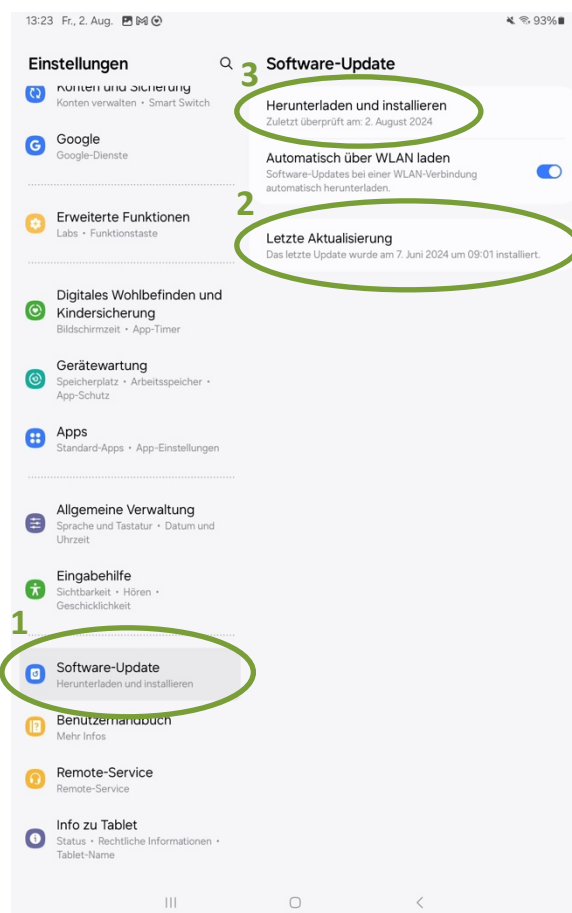 13:23 Fr., 2. Aug.
93%
Einstellungen
Konten und Sicherung
Konten verwalten • Smart Switch
Google
Google-Dienste
Erweiterte Funktionen
Labs • Funktionstaste
Digitales Wohlbefinden und
Kindersicherung
Bildschirmzeit • App-Timer
Gerätewartung
Speicherplatz • Arbeitsspeicher •
App-Schutz
Apps
Standard-Apps • App-Einstellungen
Allgemeine Verwaltung
Sprache und Tastatur • Datum und
Uhrzeit
Eingabehilfe
Sichtbarkeit • Hören •
Geschicklichkeit
1
Software-Update
Herunterladen und installieren
Benutzerhandbuch
Mehr Infos
Remote-Service
Remote-Service
Info zu Tablet
Status • Rechtliche Informationen •
Tablet-Name
Software-Update
3
Herunterladen und installieren
Zuletzt überprüft am: 2. August 2024
Automatisch über WLAN laden
Software-Updates bei einer WLAN-Verbindung
automatisch herunterladen.
2
Letzte Aktualisierung
Das letzte Update wurde am 7. Juni 2024 um 09:01 installiert.